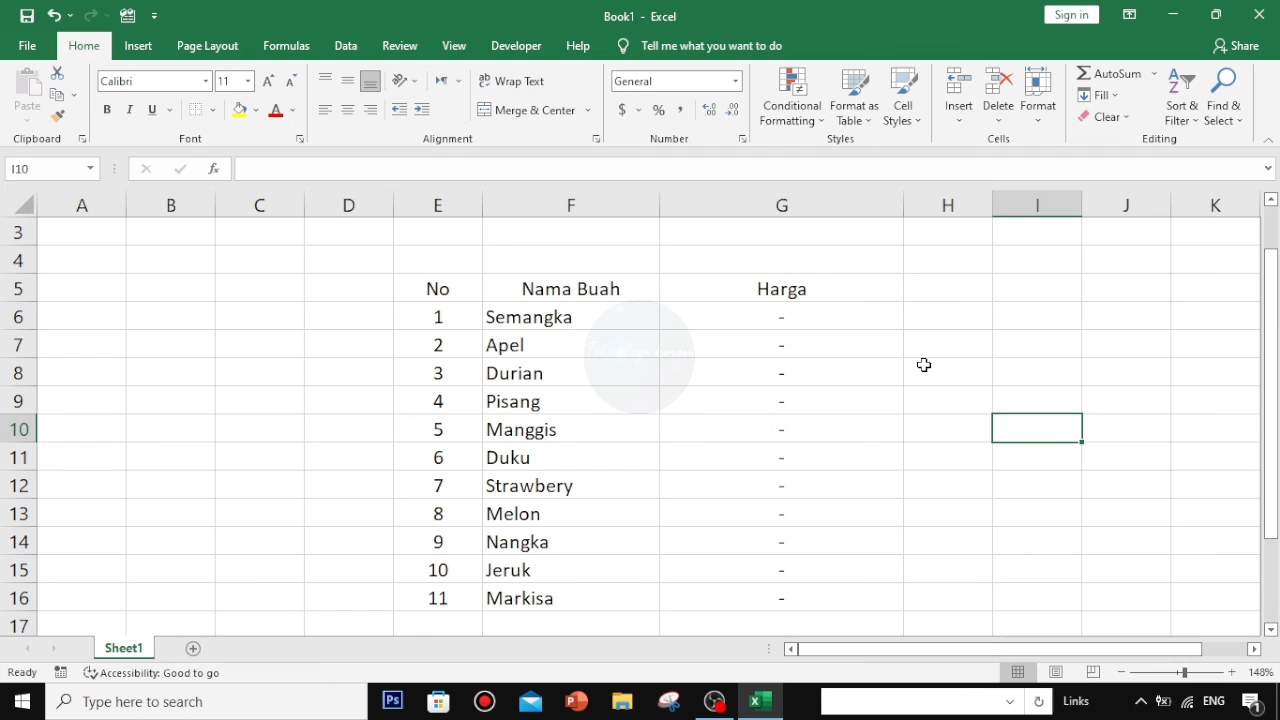 Book1 - Excel
Sign in
File Home Insert Page Layout Formulas Data Review View Developer Help Tell me what you want to do Share
Paste
Calibri 11
B I U
Wrap Text
Merge & Center
General
$ % ,
Conditional Formatting
Format as Table
Cell Styles
Insert Delete Format
AutoSum
Fill
Clear
Sort & Filter
Find & Select
Clipboard Font Alignment Number Styles Cells Editing
I10 fx
A B C D E F G H I J K
3
4
5 No Nama Buah Harga
6 1 Semangka -
7 2 Apel -
8 3 Durian -
9 4 Pisang -
10 5 Manggis -
11 6 Duku -
12 7 Strawbery -
13 8 Melon -
14 9 Nangka -
15 10 Jeruk -
16 11 Markisa -
17
Sheet1
Ready Accessibility: Good to go 148%
Type here to search Ps Links ENG 1